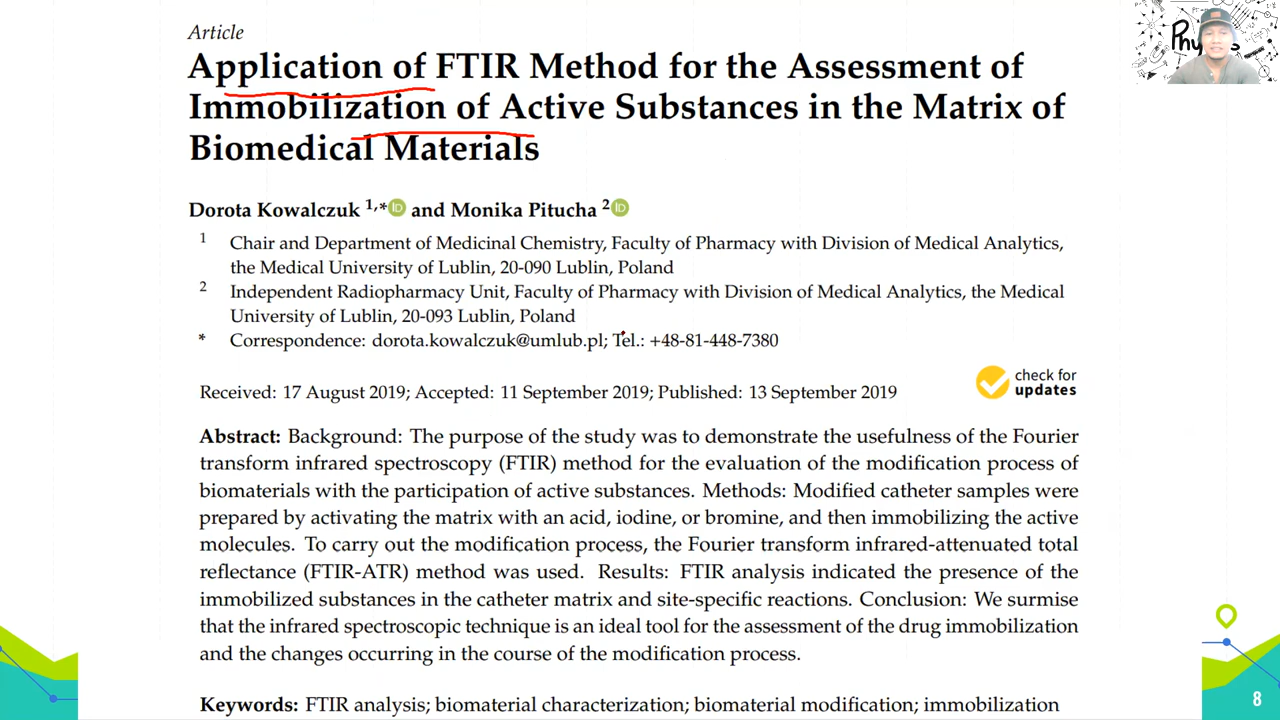 Article
Application of FTIR Method for the Assessment of
Immobilization of Active Substances in the Matrix of
Biomedical Materials
Dorota Kowalczuk 1,* iD and Monika Pitucha 2 iD
1 Chair and Department of Medicinal Chemistry, Faculty of Pharmacy with Division of Medical Analytics,
the Medical University of Lublin, 20-090 Lublin, Poland
2 Independent Radiopharmacy Unit, Faculty of Pharmacy with Division of Medical Analytics, the Medical
University of Lublin, 20-093 Lublin, Poland
* Correspondence: dorota.kowalczuk@umlub.pl; Tel.: +48-81-448-7380
check for
updates
Received: 17 August 2019; Accepted: 11 September 2019; Published: 13 September 2019
Abstract: Background: The purpose of the study was to demonstrate the usefulness of the Fourier
transform infrared spectroscopy (FTIR) method for the evaluation of the modification process of
biomaterials with the participation of active substances. Methods: Modified catheter samples were
prepared by activating the matrix with an acid, iodine, or bromine, and then immobilizing the active
molecules. To carry out the modification process, the Fourier transform infrared-attenuated total
reflectance (FTIR-ATR) method was used. Results: FTIR analysis indicated the presence of the
immobilized substances in the catheter matrix and site-specific reactions. Conclusion: We surmise
that the infrared spectroscopic technique is an ideal tool for the assessment of the drug immobilization
and the changes occurring in the course of the modification process.
Keywords: FTIR analysis; biomaterial characterization; biomaterial modification; immobilization
8